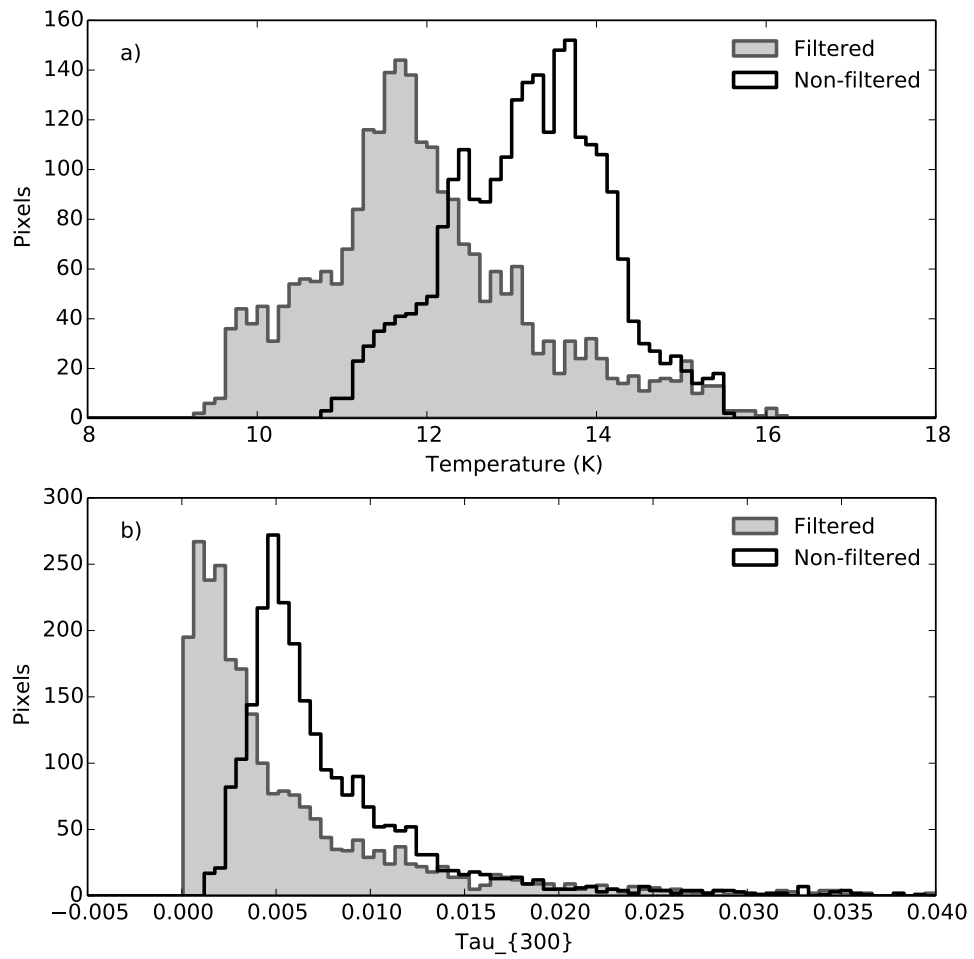 160
140
120
100
80
60
40
20
0
Pixels
a)
Filtered
Non-filtered
8 10 12 14 16 18
Temperature (K)
300
250
200
150
100
50
0
Pixels
b)
Filtered
Non-filtered
−0.005 0.000 0.005 0.010 0.015 0.020 0.025 0.030 0.035 0.040
Tau_{300}